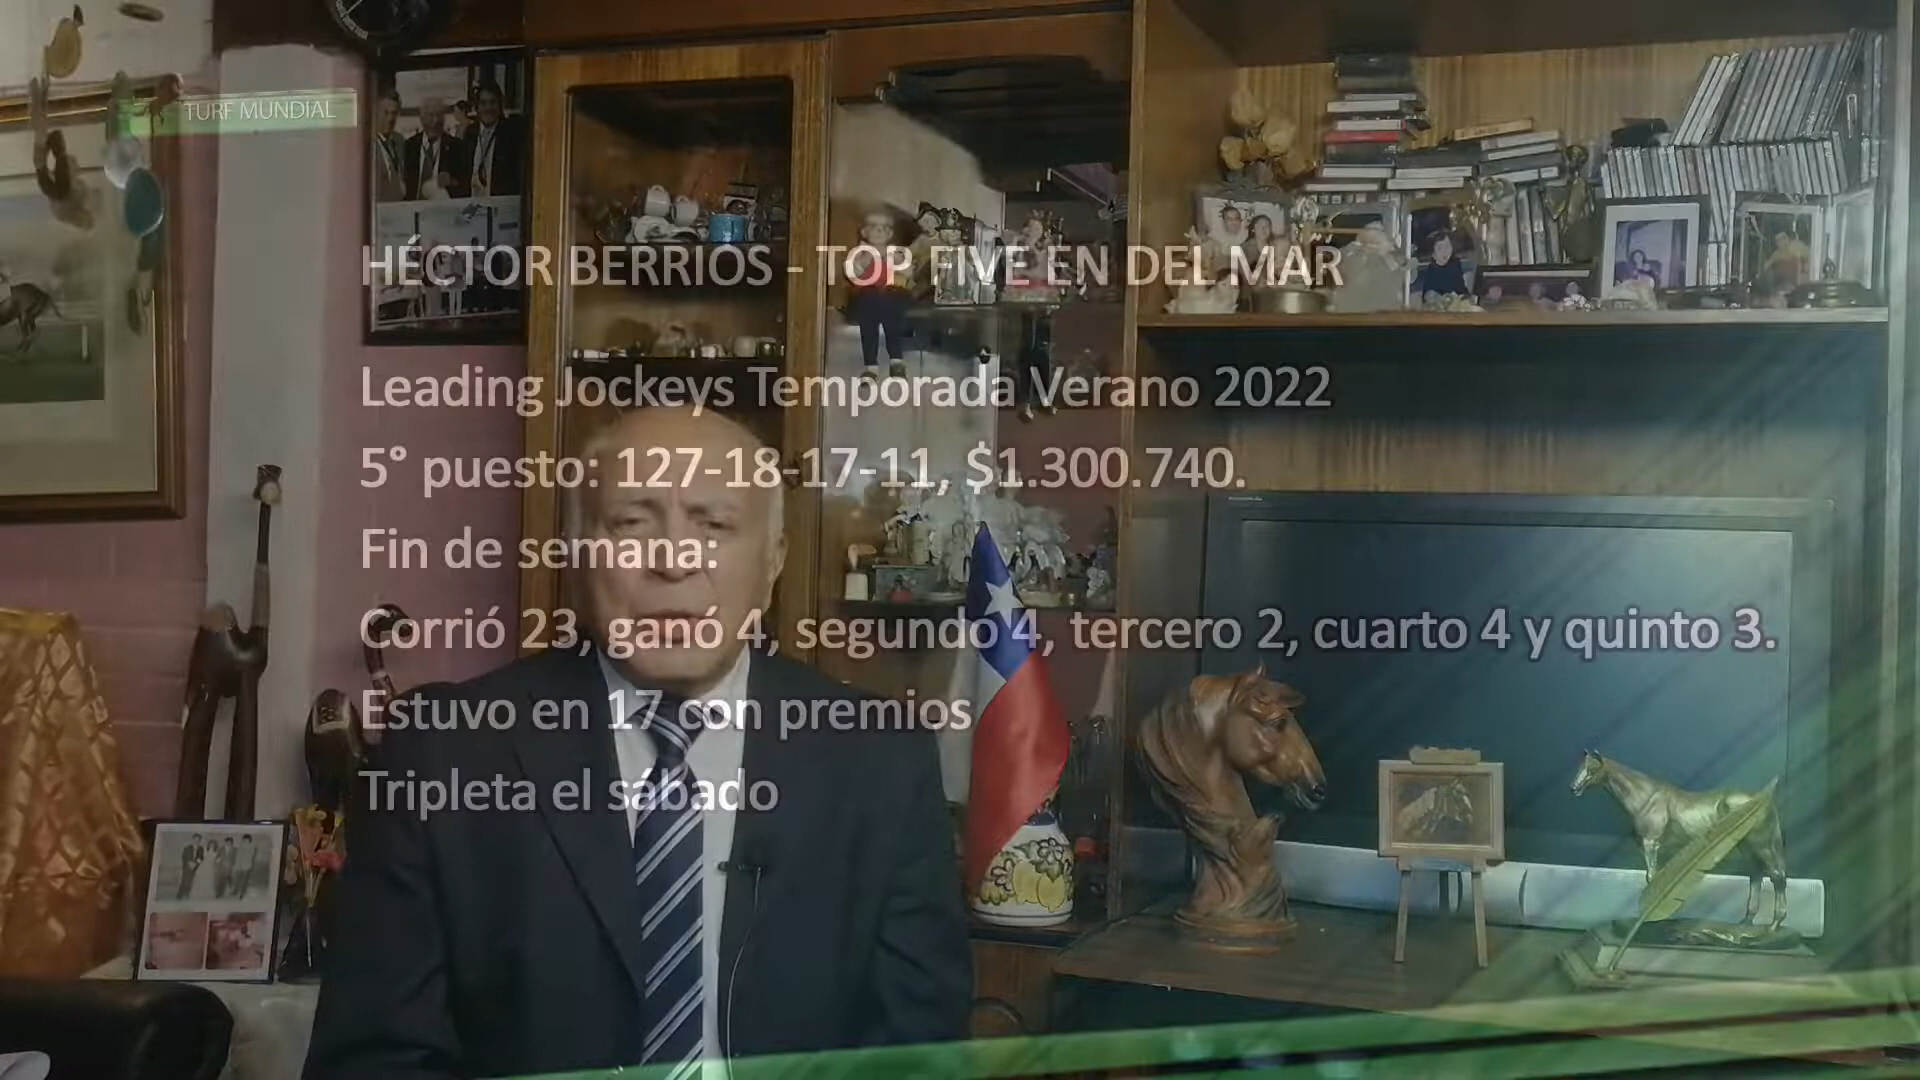 TURF MUNDIAL
HÉCTOR BERRIOS - TOP FIVE EN DEL MAR
Leading Jockeys Temporada Verano 2022
5° puesto: 127-18-17-11, $1.300.740.
Fin de semana:
Corrió 23, ganó 4, segundo 4, tercero 2, cuarto 4 y quinto 3.
Estuvo en 17 con premios
Tripleta el sábado